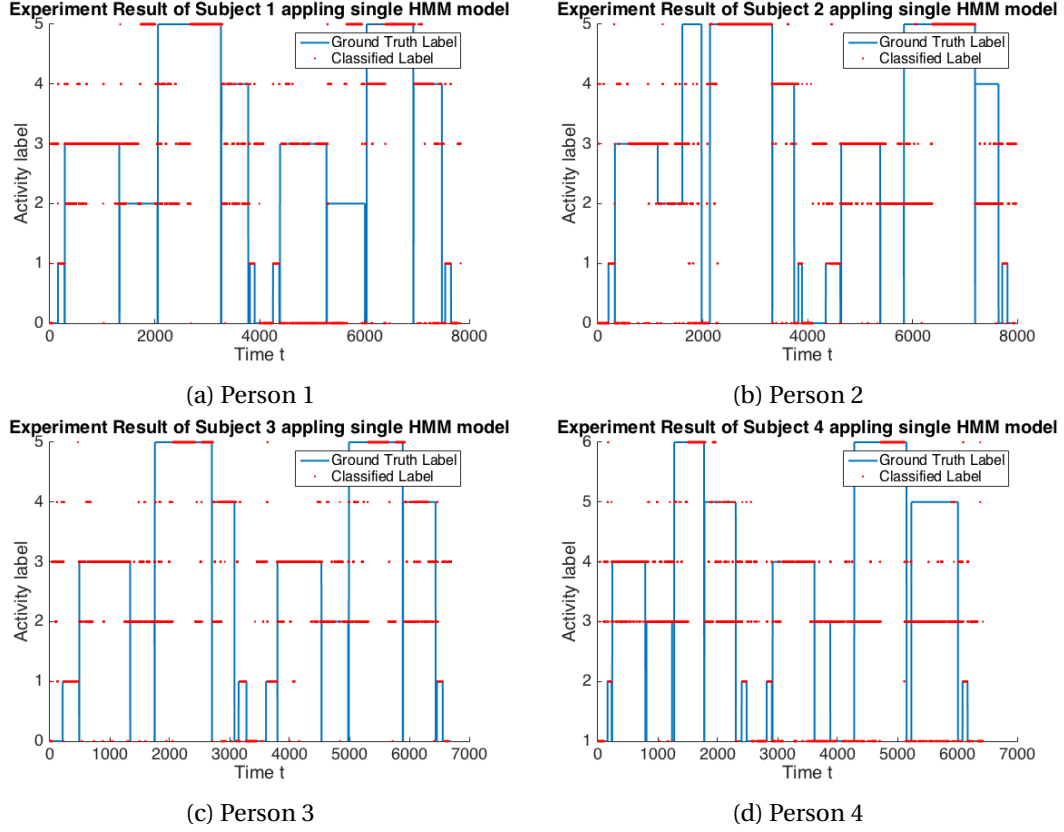 Experiment Result of Subject 1 appling single HMM model
Ground Truth Label
Classified Label
Activity label
5
4
3
2
1
0
0 2000 4000 6000 8000
Time t
(a) Person 1
Experiment Result of Subject 2 appling single HMM model
Ground Truth Label
Classified Label
Activity label
5
4
3
2
1
0
0 2000 4000 6000 8000
Time t
(b) Person 2
Experiment Result of Subject 3 appling single HMM model
Ground Truth Label
Classified Label
Activity label
5
4
3
2
1
0
0 1000 2000 3000 4000 5000 6000 7000
Time t
(c) Person 3
Experiment Result of Subject 4 appling single HMM model
Ground Truth Label
Classified Label
Activity label
6
5
4
3
2
1
0 1000 2000 3000 4000 5000 6000 7000
Time t
(d) Person 4